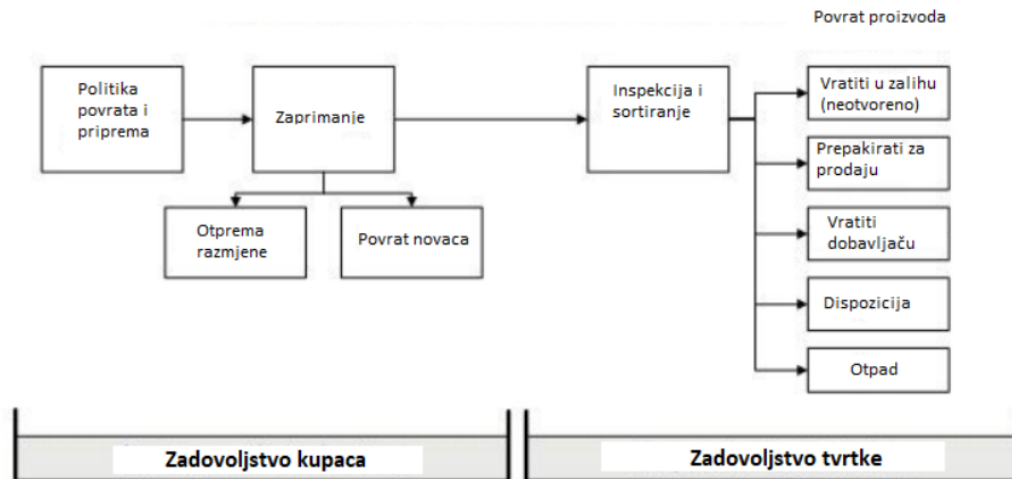 Povrat proizvoda
Politika
povrata i
priprema
Zaprimanje
Inspekcija i
sortiranje
Vratiti u zalihu
(neotvoreno)
Prepakirati za
prodaju
Vratiti
dobavljaču
Dispozicija
Otpad
Otprema
razmjene
Povrat novaca
Zadovoljstvo kupaca
Zadovoljstvo tvrtke